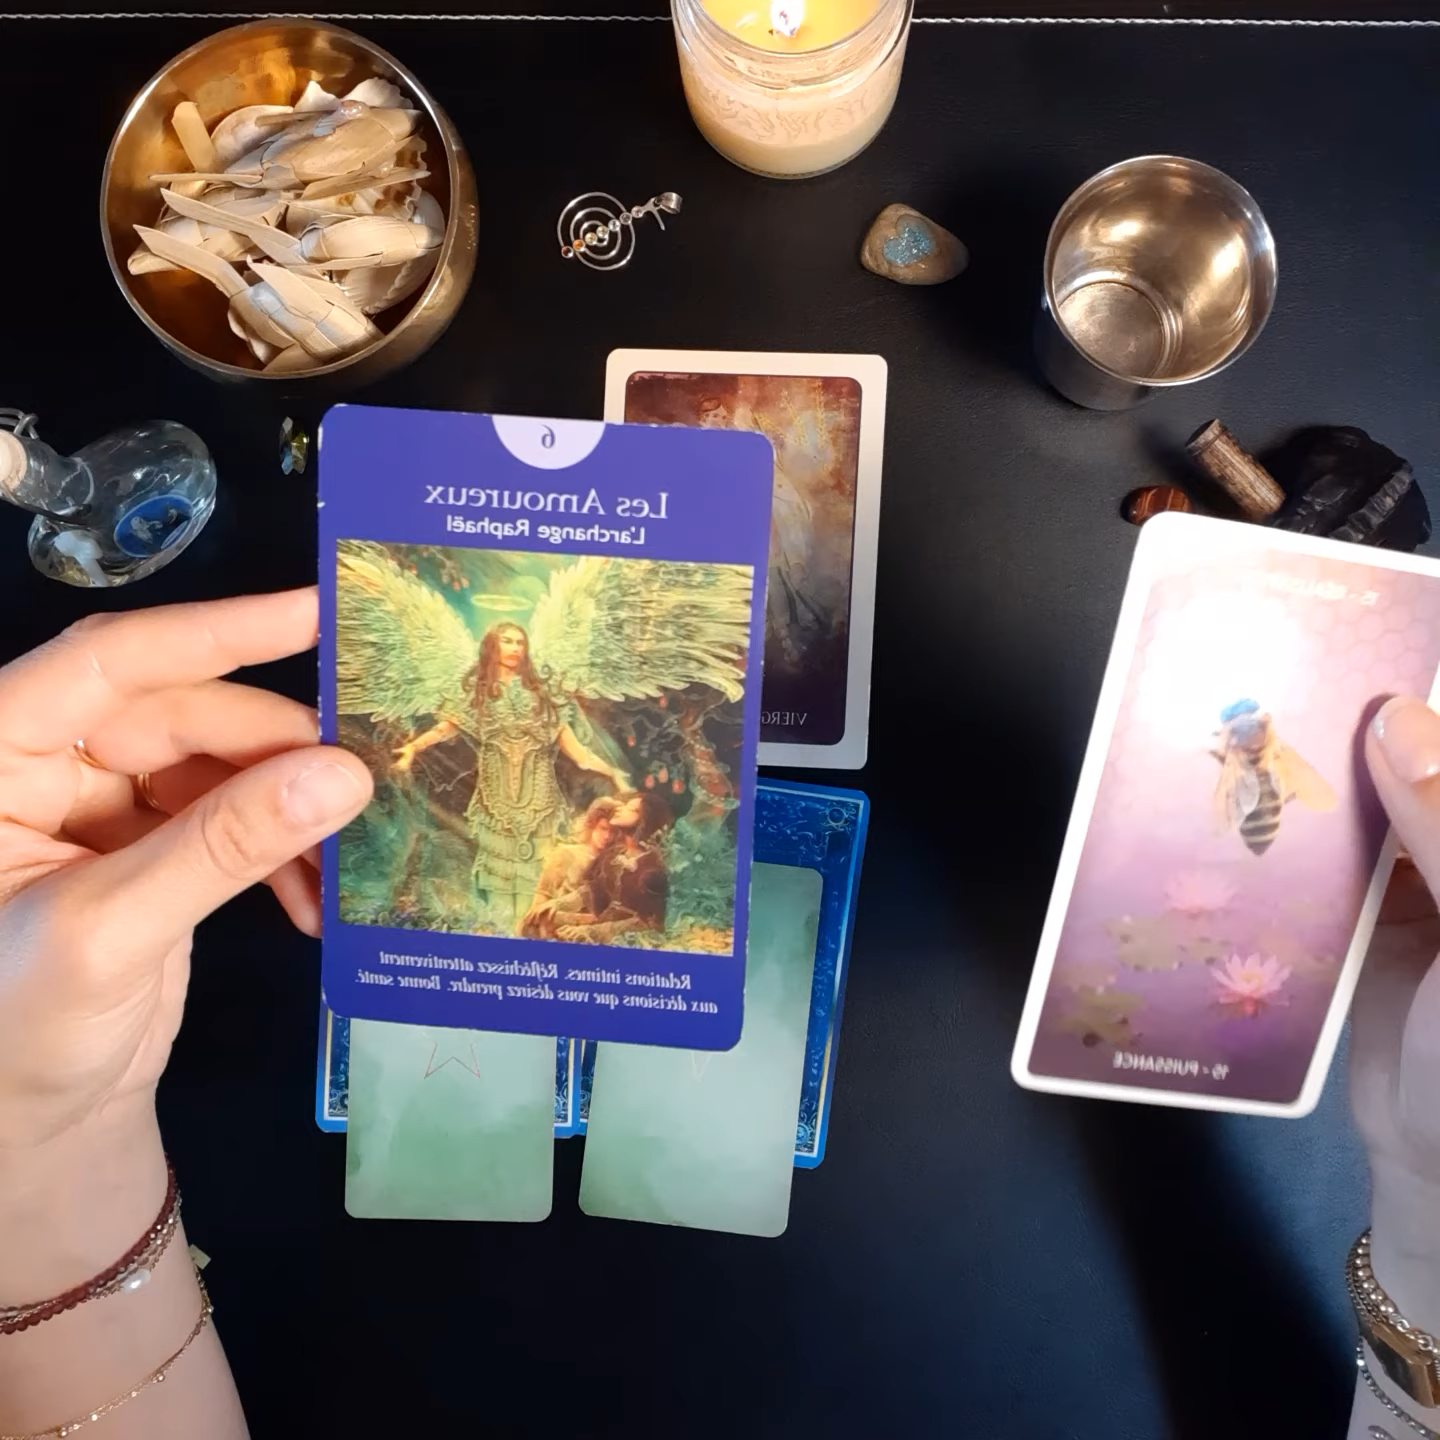 6
Les Amoureux
L'archange Raphaël
Relations intimes. Réfléchissez attentivement
aux décisions que vous désirez prendre. Bonne santé.
VIERG
15 - PUISSANCE